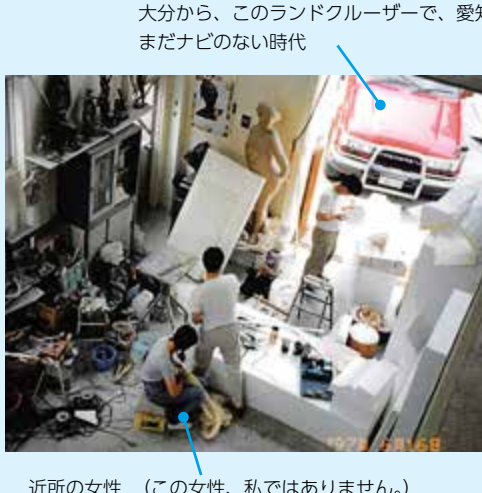 大分から、このランドクルーザーで、愛知
まだナビのない時代
近所の女性 (この女性、私ではありません。)